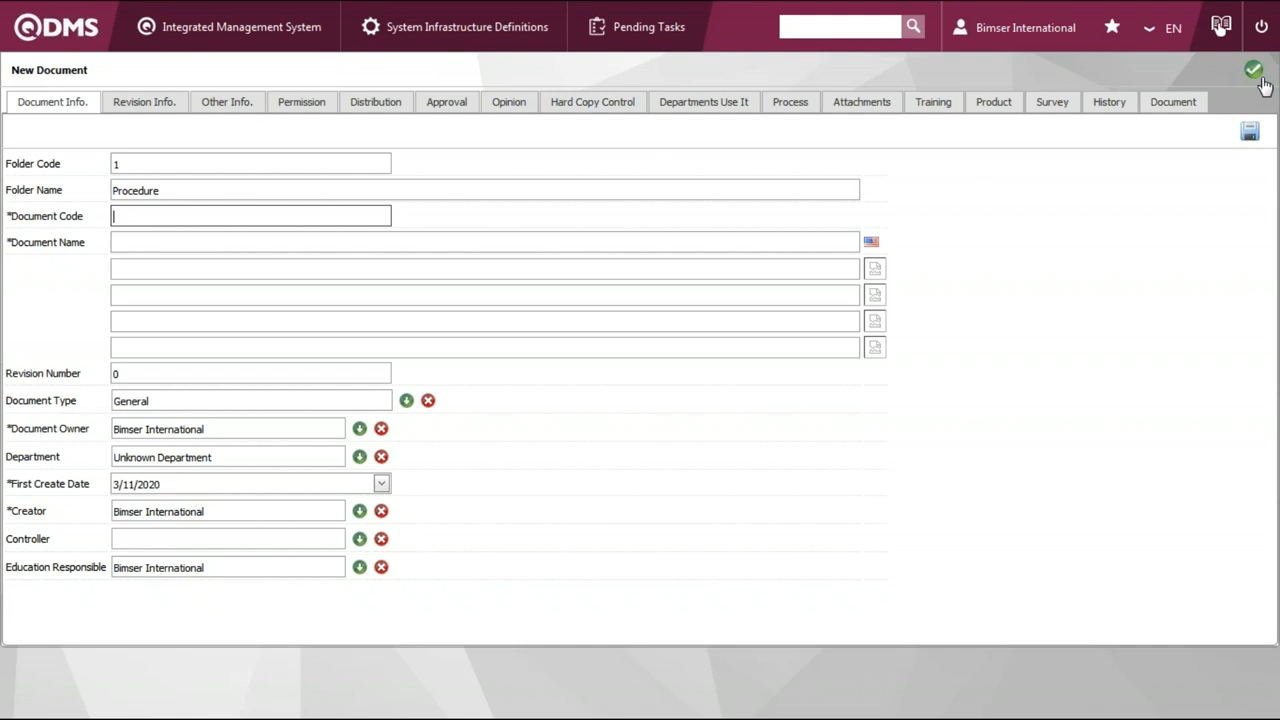 QDMS Integrated Management System System Infrastructure Definitions Pending Tasks Bimser International EN
New Document
Document Info. Revision Info. Other Info. Permission Distribution Approval Opinion Hard Copy Control Departments Use It Process Attachments Training Product Survey History Document
Folder Code 1
Folder Name Procedure
*Document Code
*Document Name
Revision Number 0
Document Type General
*Document Owner Bimser International
Department Unknown Department
*First Create Date 3/11/2020
*Creator Bimser International
Controller
Education Responsible Bimser International